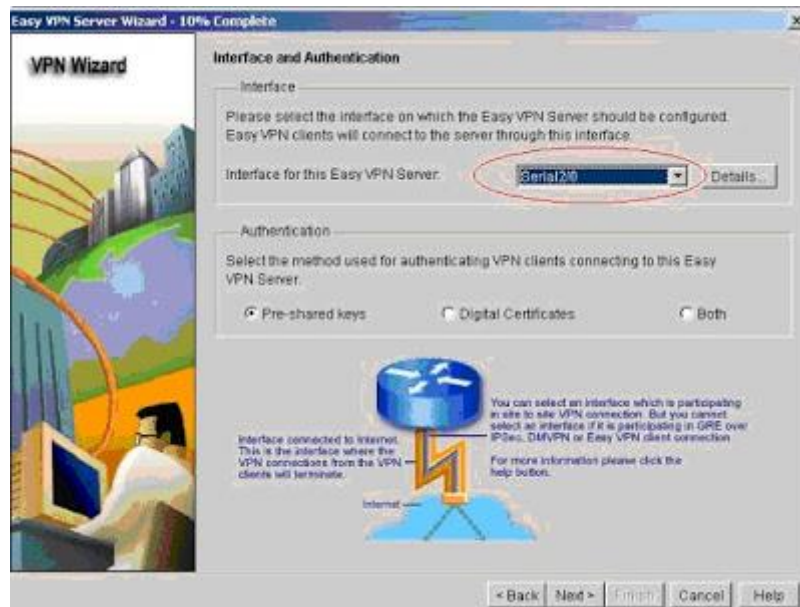 Easy VPN Server Wizard - 10% Complete
VPN Wizard
Interface and Authentication
Interface
Please select the interface on which the Easy VPN Server should be configured.
Easy VPN clients will connect to the server through this interface.
Interface for this Easy VPN Server:
Serial2/0
Details...
Authentication
Select the method used for authenticating VPN clients connecting to this Easy
VPN Server.
Pre-shared keys
Digital Certificates
Both
You can select an interface which is participating
in site to site VPN connection. But you cannot
select an interface if it is participating in GRE over
IPSec, DMVPN or Easy VPN client connection
For more information please click the
help button.
Interface connected to Internet.
This is the interface where the
VPN connections from the VPN
clients will terminate.
Internet
< Back
Next >
Finish
Cancel
Help